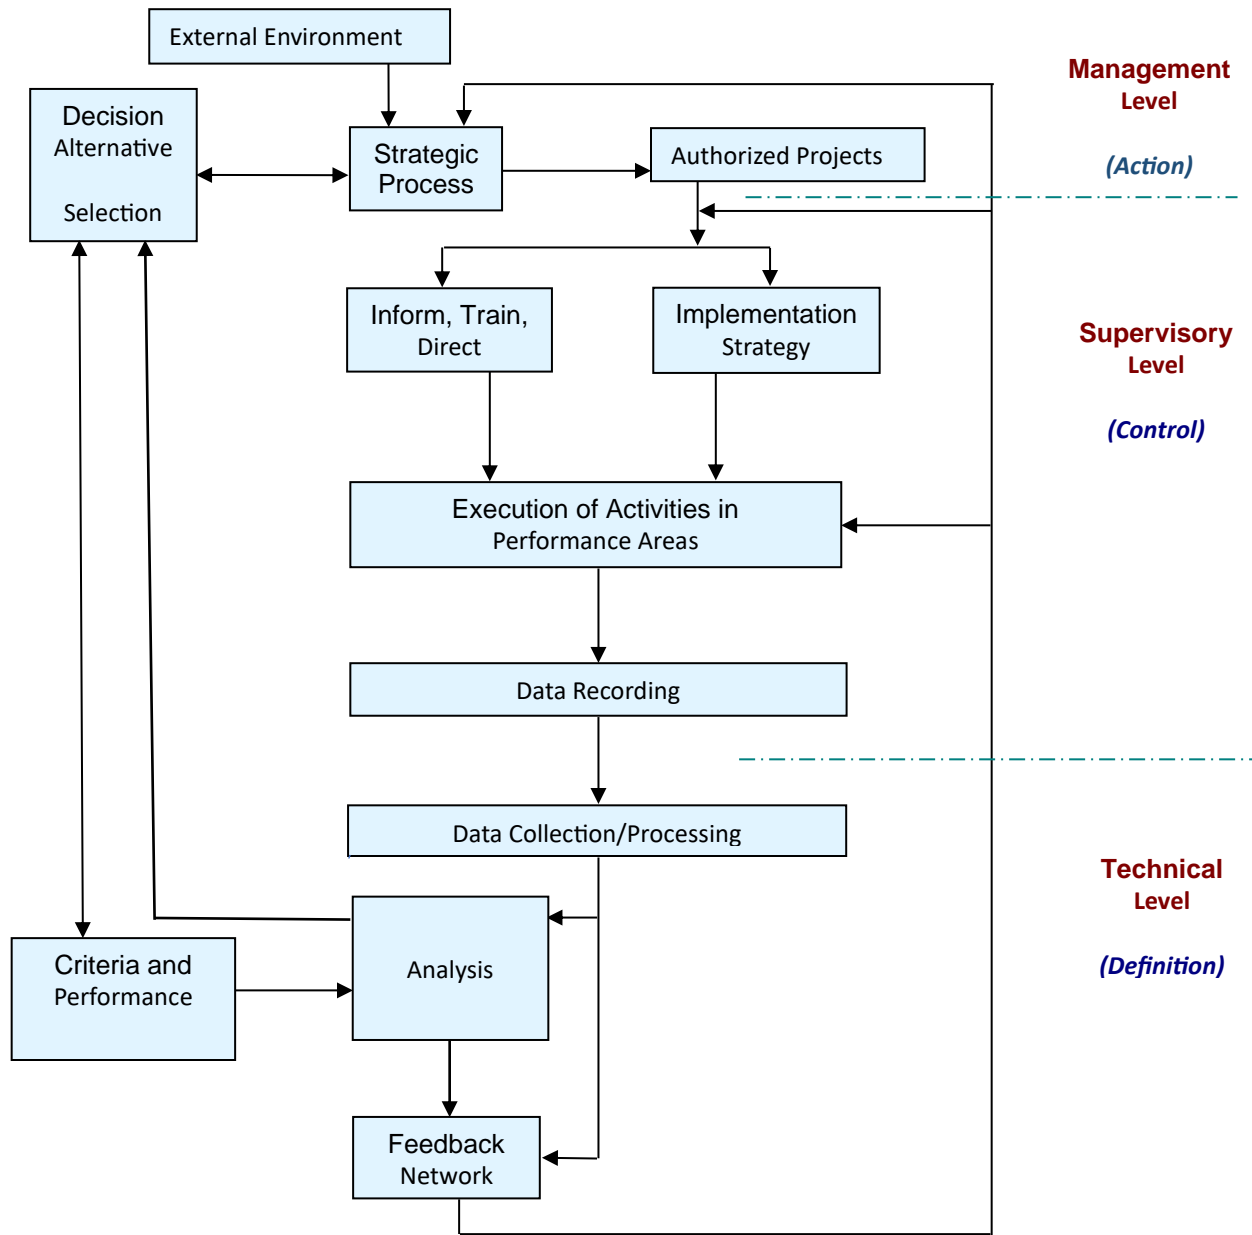 External Environment
Management
Level
(Action)
Decision
Alternative
Selection
Strategic
Process
Authorized Projects
Inform, Train,
Direct
Implementation
Strategy
Supervisory
Level
(Control)
Execution of Activities in
Performance Areas
Data Recording
Data Collection/Processing
Technical
Level
(Definition)
Criteria and
Performance
Analysis
Feedback
Network